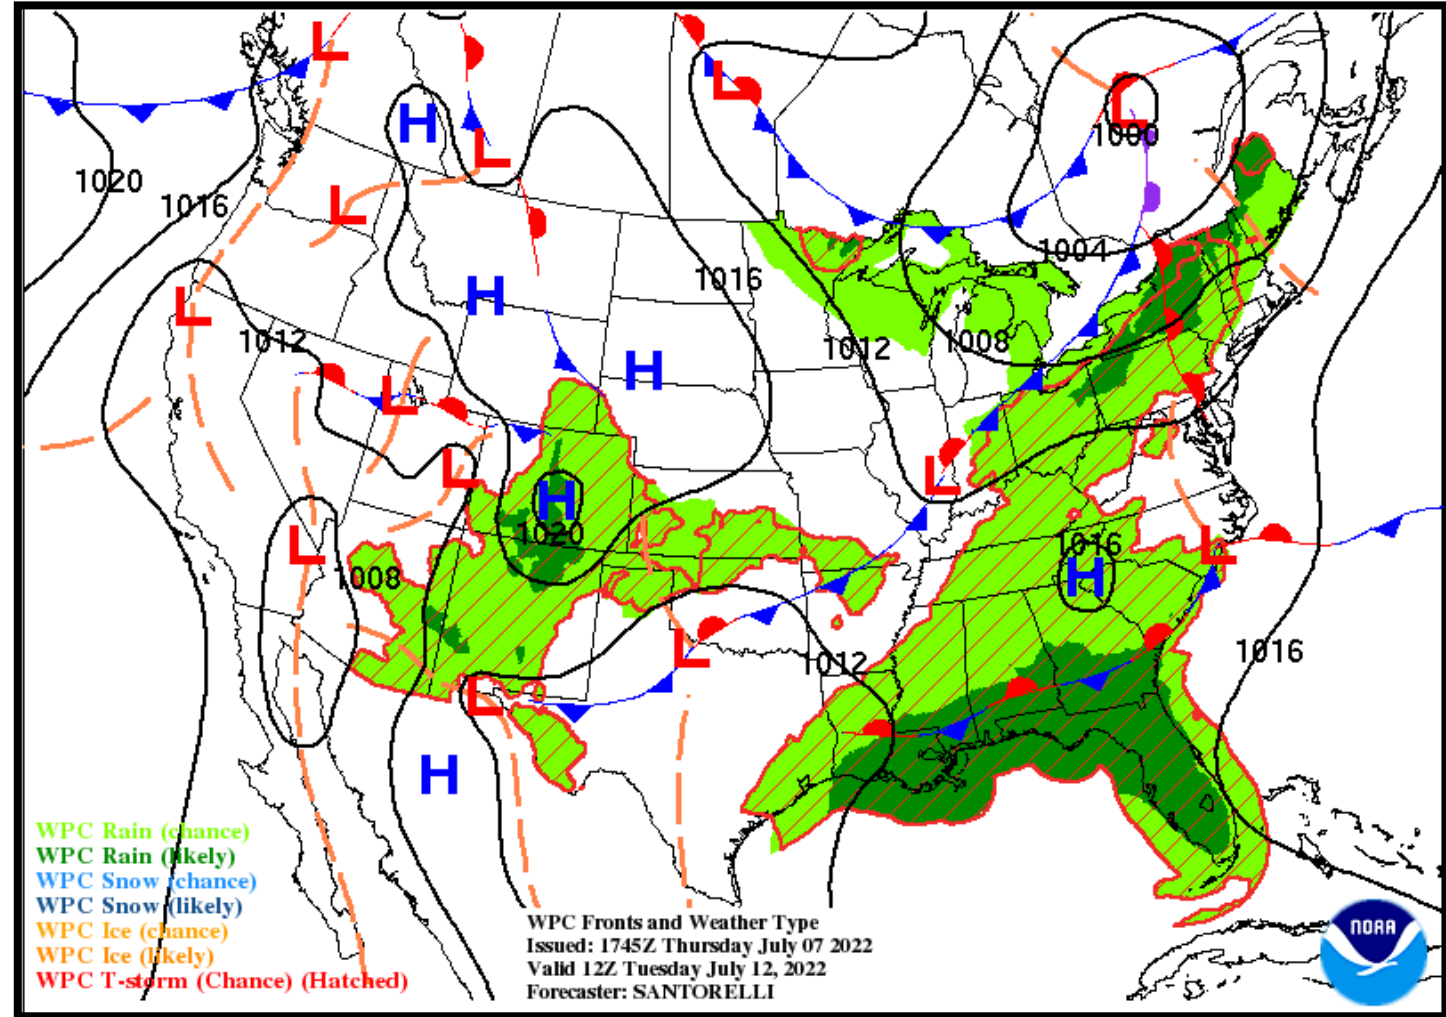 L
L
L
1000
H
L
1020
1016
L
1004
1016
H
L
1012
1008
1012
H
L
L
L
H
1020
1016
L
L
H
1008
L
1016
1012
L
H
WPC Rain (chance)
WPC Rain (likely)
WPC Snow (chance)
WPC Snow (likely)
WPC Ice (chance)
WPC Ice (likely)
WPC T-storm (Chance) (Hatched)
WPC Fronts and Weather Type
Issued: 1745Z Thursday July 07 2022
Valid 12Z Tuesday July 12, 2022
Forecaster: SANTORELLI
NOAA